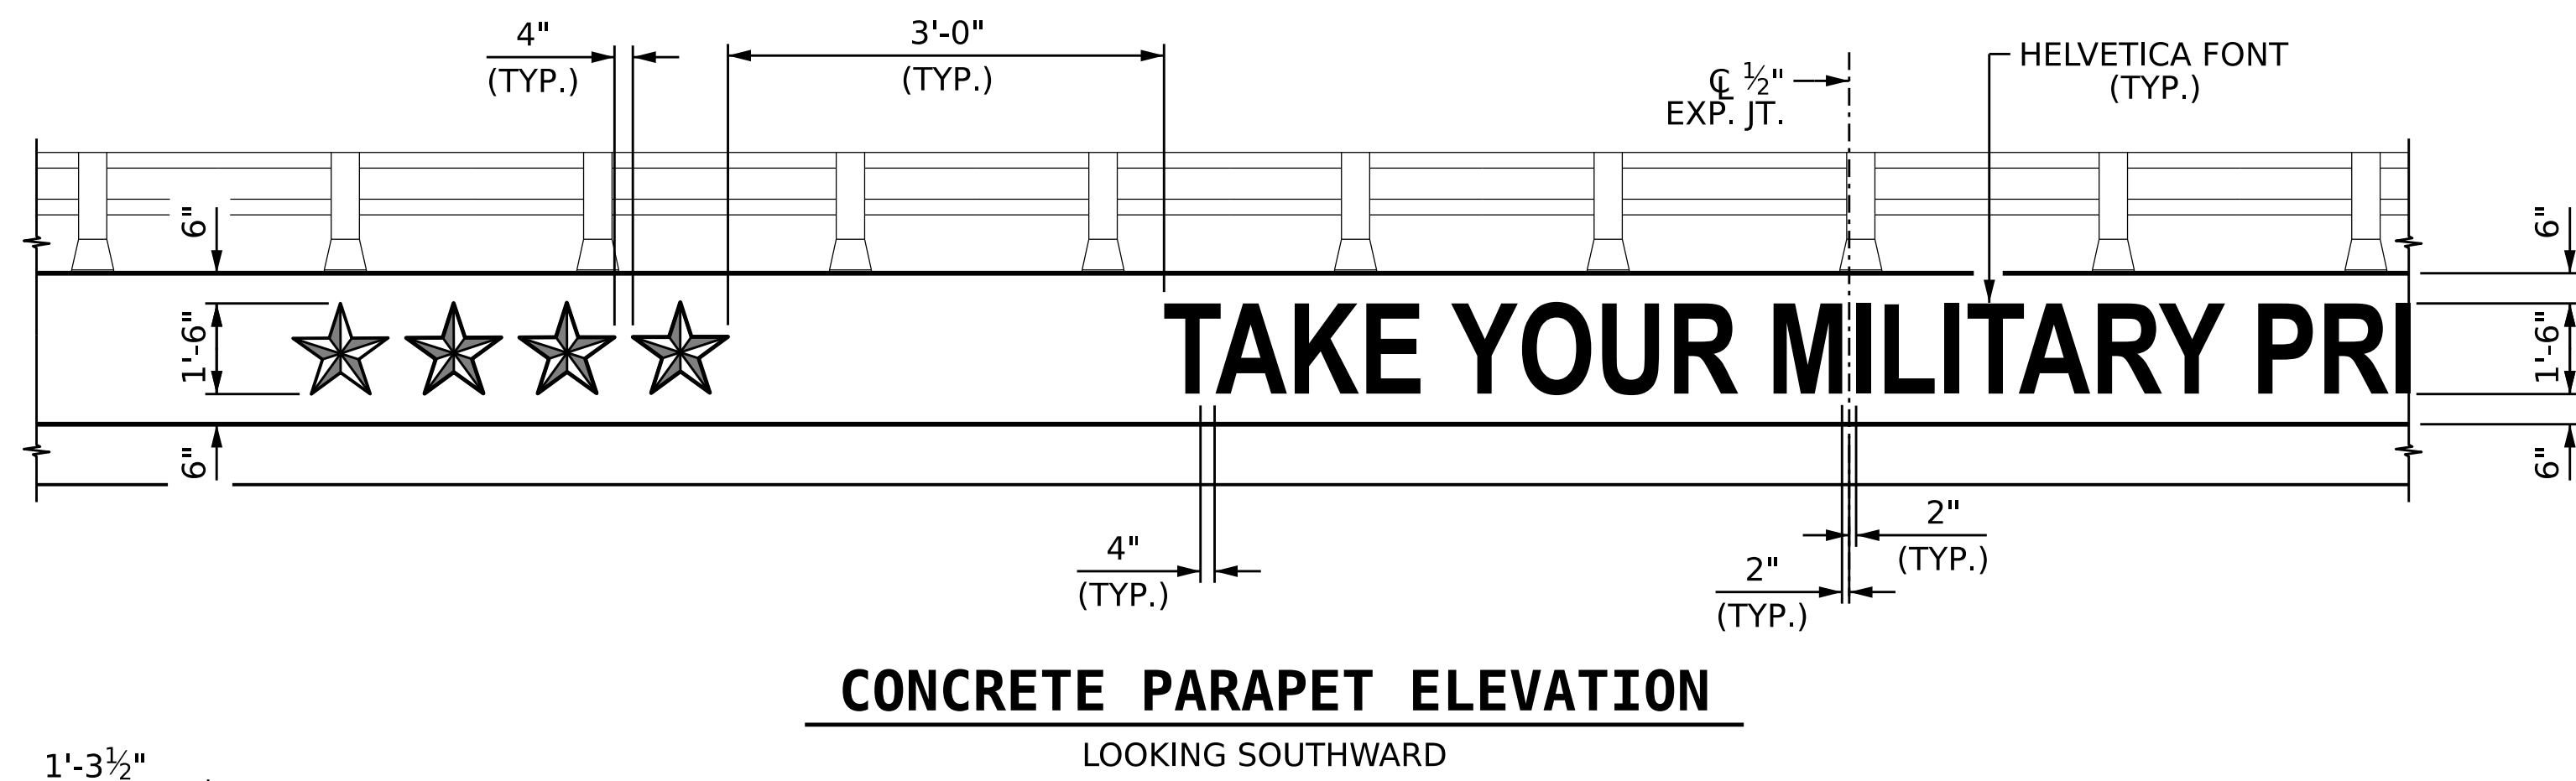 4"
(TYP.)
3'-0"
(TYP.)
℄ ½"
EXP. JT.
HELVETICA FONT
(TYP.)
6"
6"
1'-6"
TAKE YOUR MILITARY PRI
1'-6"
6"
6"
4"
(TYP.)
2"
(TYP.)
2"
(TYP.)
CONCRETE PARAPET ELEVATION
LOOKING SOUTHWARD
1'-3½"